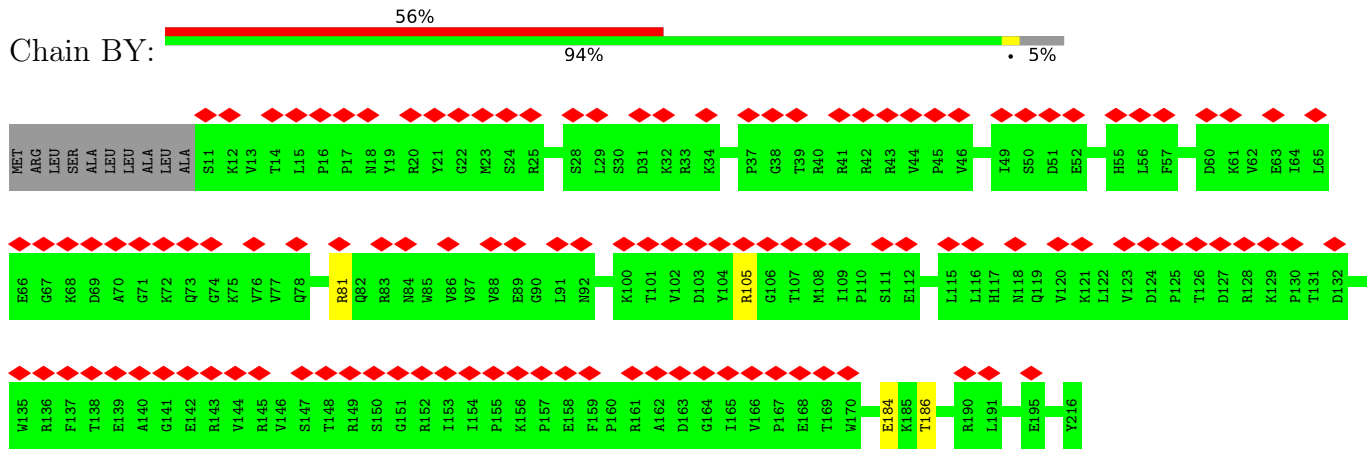 56%
Chain BY:
94% • 5%
MET ARG LEU SER ALA LEU LEU ALA LEU ALA S11 K12 V13 T14 L15 P16 P17 N18 Y19 R20 Y21 G22 M23 S24 R25 S28 L29 S30 D31 K32 R33 K34 P37 G38 T39 R40 R41 R42 R43 V44 P45 V46 I49 S50 D51 E52 H55 L56 F57 D60 K61 V62 E63 I64 L65
E66 G67 K68 D69 A70 G71 K72 Q73 G74 K75 V76 V77 Q78 R81 Q82 R83 N84 W85 V86 V87 V88 E89 G90 L91 N92 K100 T101 V102 D103 Y104 R105 G106 T107 M108 I109 P110 S111 E112 L115 L116 H117 N118 Q119 V120 K121 L122 V123 D124 P125 T126 D127 R128 K129 P130 T131 D132
W135 R136 F137 T138 E139 A140 G141 E142 R143 V144 R145 V146 S147 T148 R149 S150 G151 R152 I153 I154 P155 K156 P157 E158 F159 P160 R161 A162 D163 G164 I165 V166 P167 E168 T169 W170 E184 K185 T186 R190 L191 E195 Y216